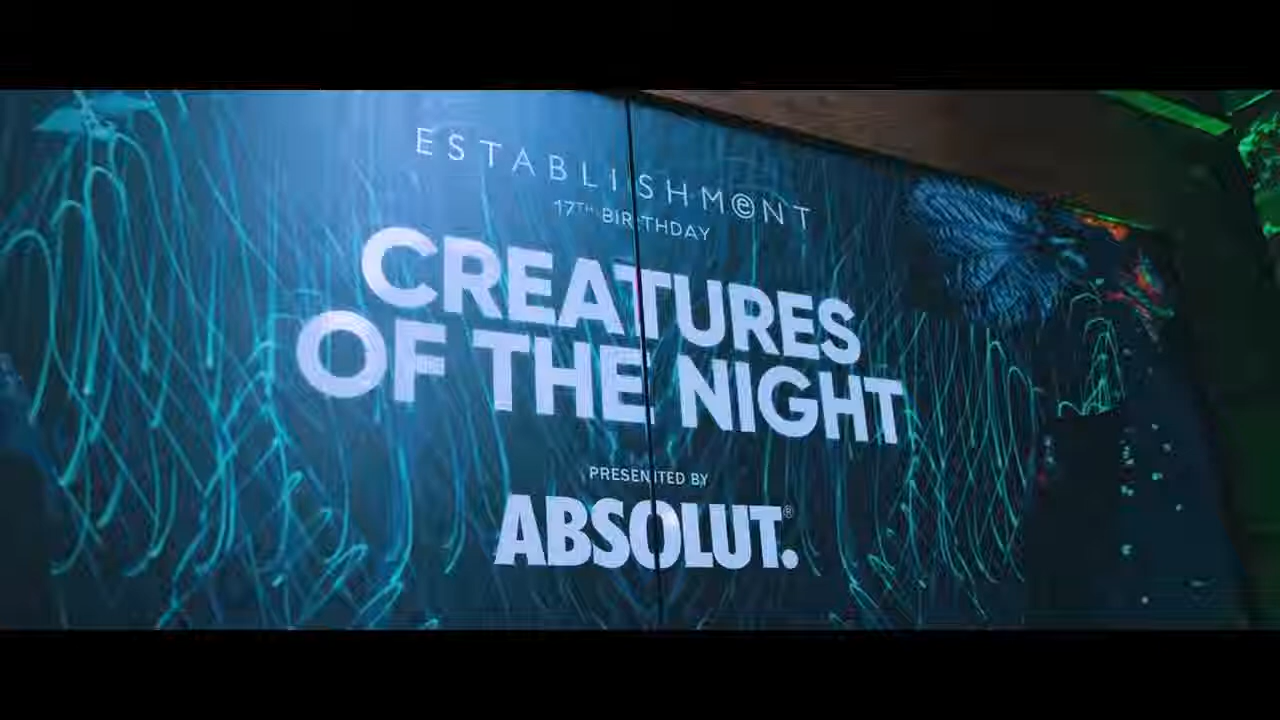 ESTABLISHMeNT
17TH BIRTHDAY
CREATURES
OF THE NIGHT
PRESENTED BY
ABSOLUT.®